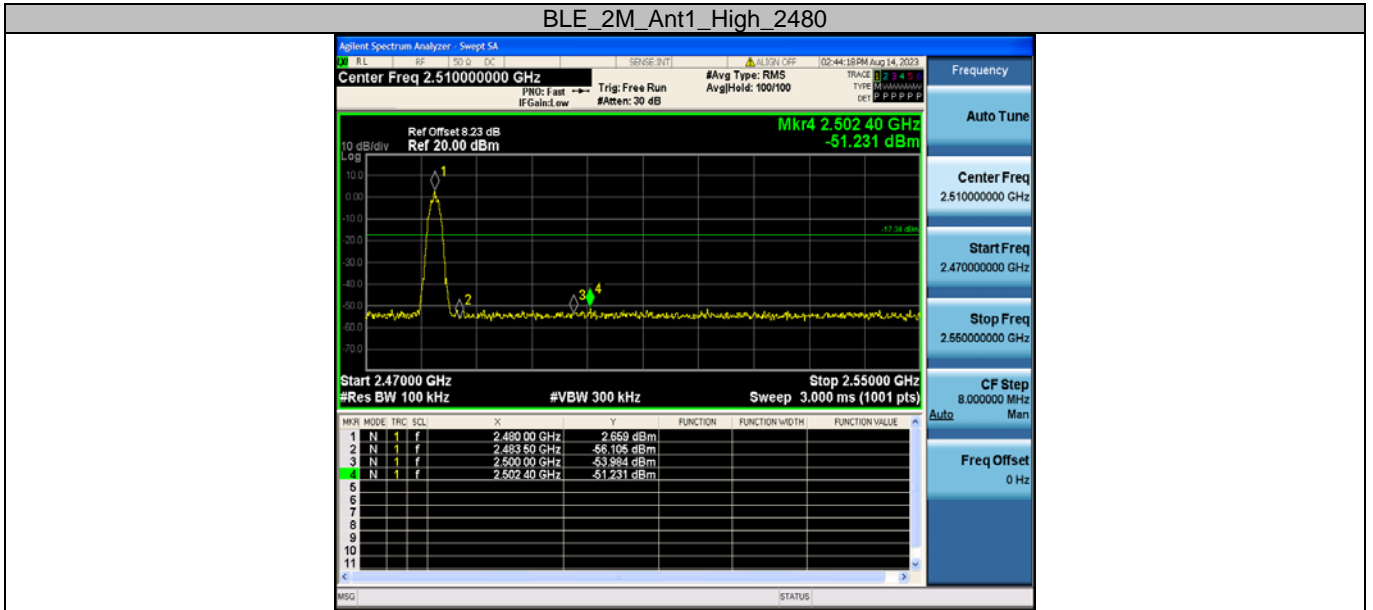 BLE_2M_Ant1_High_2480
Agilent Spectrum Analyzer - Swept SA
RL RF 50 Ω DC SENSE:INT ALIGN OFF 02:44:18PM Aug 14, 2023
Center Freq 2.510000000 GHz #Avg Type: RMS TRACE 1 2 3 4 5 6
PNO: Fast Trig: Free Run Avg|Hold: 100/100 TYPE M
IFGain:Low #Atten: 30 dB DET P P P P P P
Frequency
Auto Tune
Center Freq
2.510000000 GHz
Start Freq
2.470000000 GHz
Stop Freq
2.550000000 GHz
CF Step
8.000000 MHz
Auto Man
Freq Offset
0 Hz
Mkr4 2.502 40 GHz
-51.231 dBm
Ref Offset 8.23 dB
10 dB/div Ref 20.00 dBm
Log
10.0
0.00
-10.0
-20.0
-30.0
-40.0
-50.0
-60.0
-70.0
1
2
3
4
-17.34 dBm
Start 2.47000 GHz Stop 2.55000 GHz
#Res BW 100 kHz #VBW 300 kHz Sweep 3.000 ms (1001 pts)
MKR MODE TRC SCL X Y FUNCTION FUNCTION WIDTH FUNCTION VALUE
1 N 1 f 2.480 00 GHz 2.659 dBm
2 N 1 f 2.483 50 GHz -56.105 dBm
3 N 1 f 2.500 00 GHz -53.984 dBm
4 N 1 f 2.502 40 GHz -51.231 dBm
5
6
7
8
9
10
11
MSG STATUS